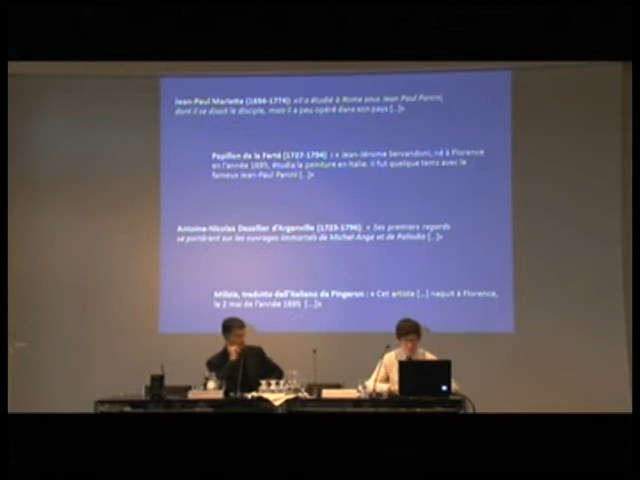 Jean-Paul Mariette (1694-1774): «Il a étudié à Rome sous Jean Paul Panini,
dont il se disait le disciple, mais il a peu opéré dans son pays [...]»
Papillon de la Ferté (1727-1794) : « Jean-Jérome Servandoni, né à Florence
en l'année 1695, étudia la peinture en Italie. Il fut quelque tems avec le
fameux Jean-Paul Panini [...]»
Antoine-Nicolas Dezallier d'Argenville (1723-1796) « Ses premiers regards
se portèrent sur les ouvrages immortels de Michel-Ange et de Palladio [...]»
Milizia, tradotto dall'italiano da Pingeron : « Cet artiste [...] naquit à Florence,
le 2 mai de l'année 1695 [...]»